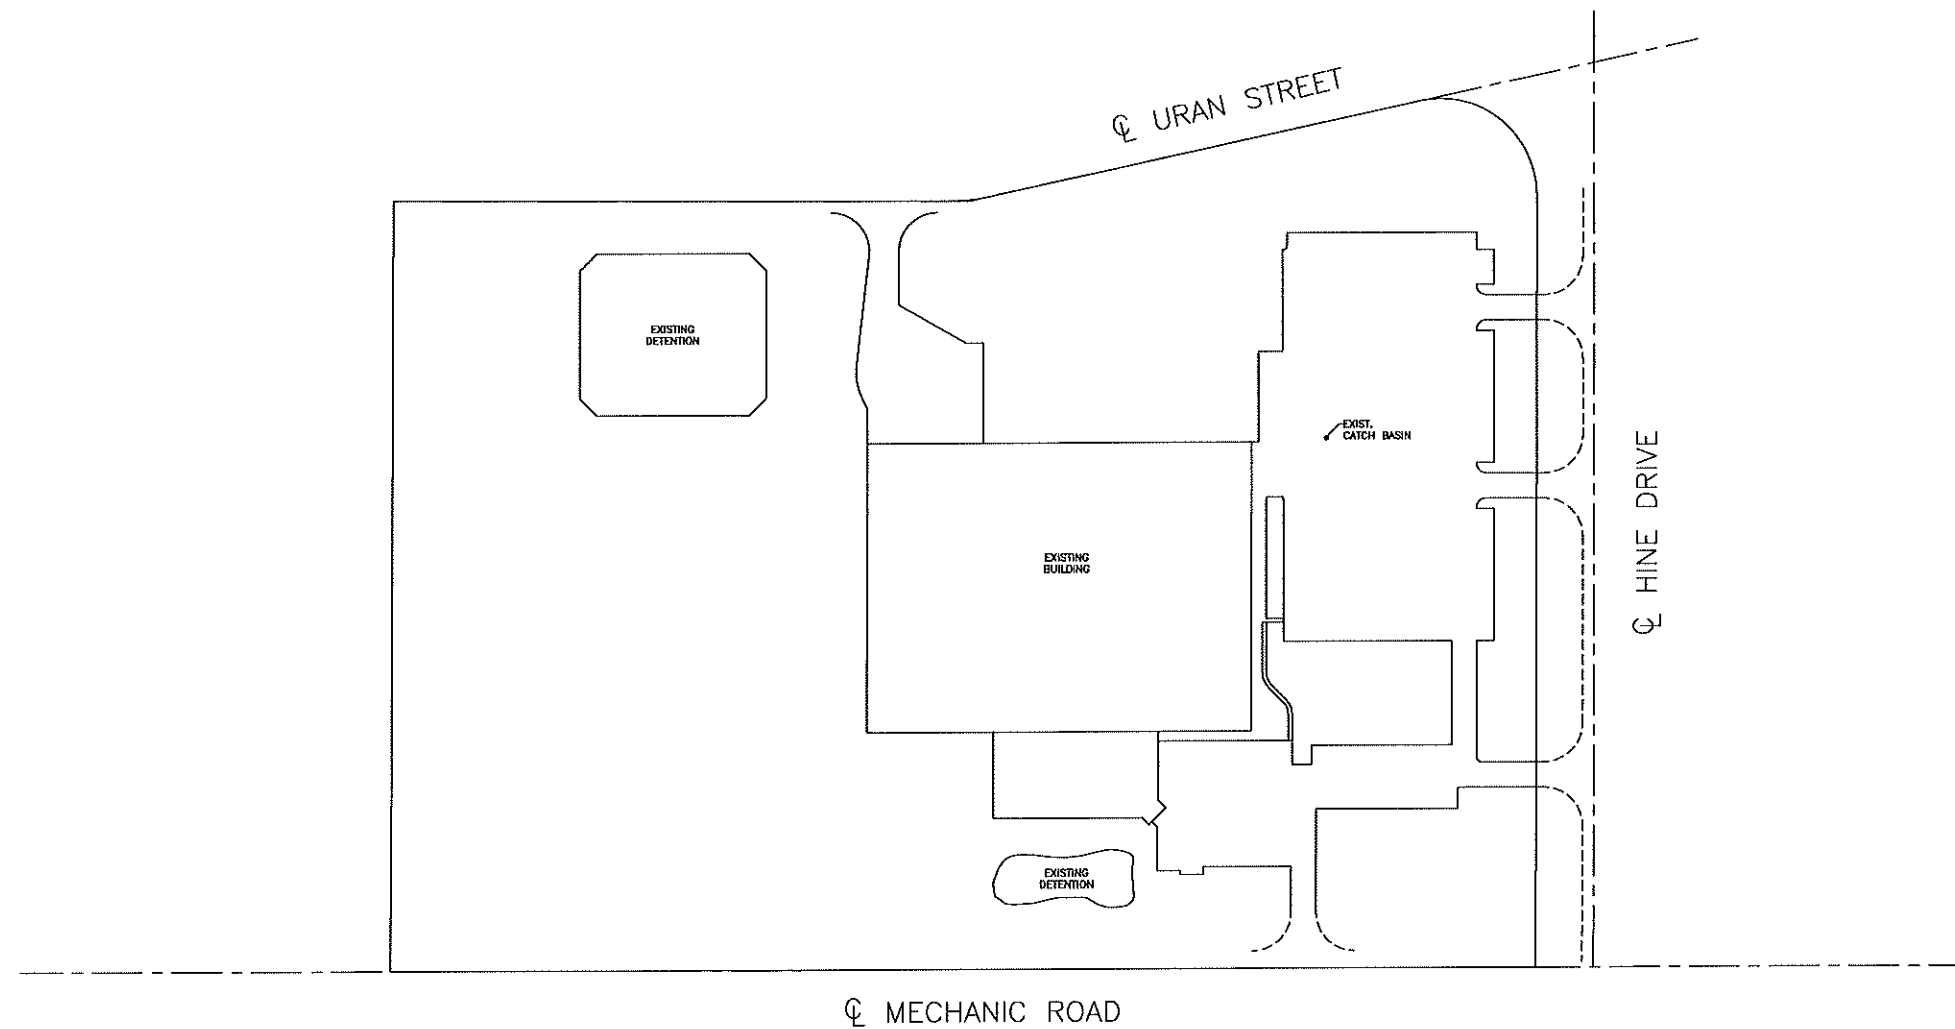 ℄ URAN STREET
EXISTING
DETENTION
EXIST.
CATCH BASIN
℄ HINE DRIVE
EXISTING
BUILDING
EXISTING
DETENTION
℄ MECHANIC ROAD